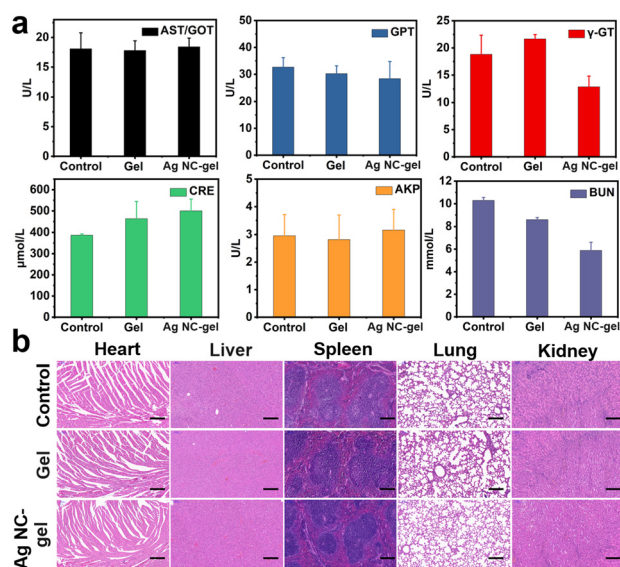 a
AST/GOT
U/L
20
15
10
5
0
Control Gel Ag NC-gel
GPT
U/L
50
40
30
20
10
0
Control Gel Ag NC-gel
γ-GT
U/L
25
20
15
10
5
0
Control Gel Ag NC-gel
CRE
μmol/L
600
500
400
300
200
100
0
Control Gel Ag NC-gel
AKP
U/L
5
4
3
2
1
0
Control Gel Ag NC-gel
BUN
mmol/L
12
10
8
6
4
2
0
Control Gel Ag NC-gel
b
Heart Liver Spleen Lung Kidney
Control
Gel
Ag NC-
gel